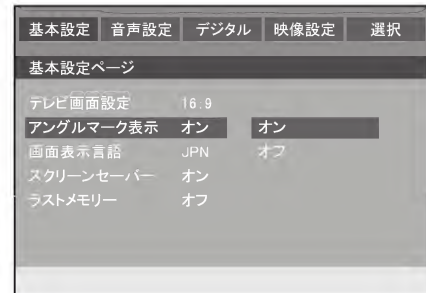 基本設定 音声設定 デジタル 映像設定 選択
基本設定ページ
テレビ画面設定 16.9
アングルマーク表示 オン オン
画面表示言語 JPN オフ
スクリーンセーバー オン
ラストメモリー オフ